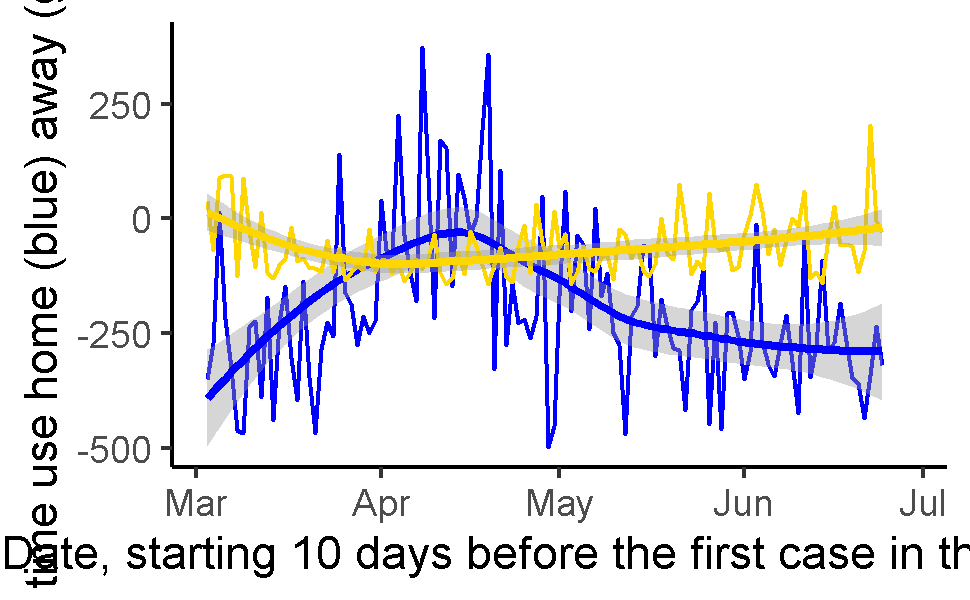 time use home (blue) away (
250
0
-250
-500
Mar Apr May Jun Jul
Date, starting 10 days before the first case in th